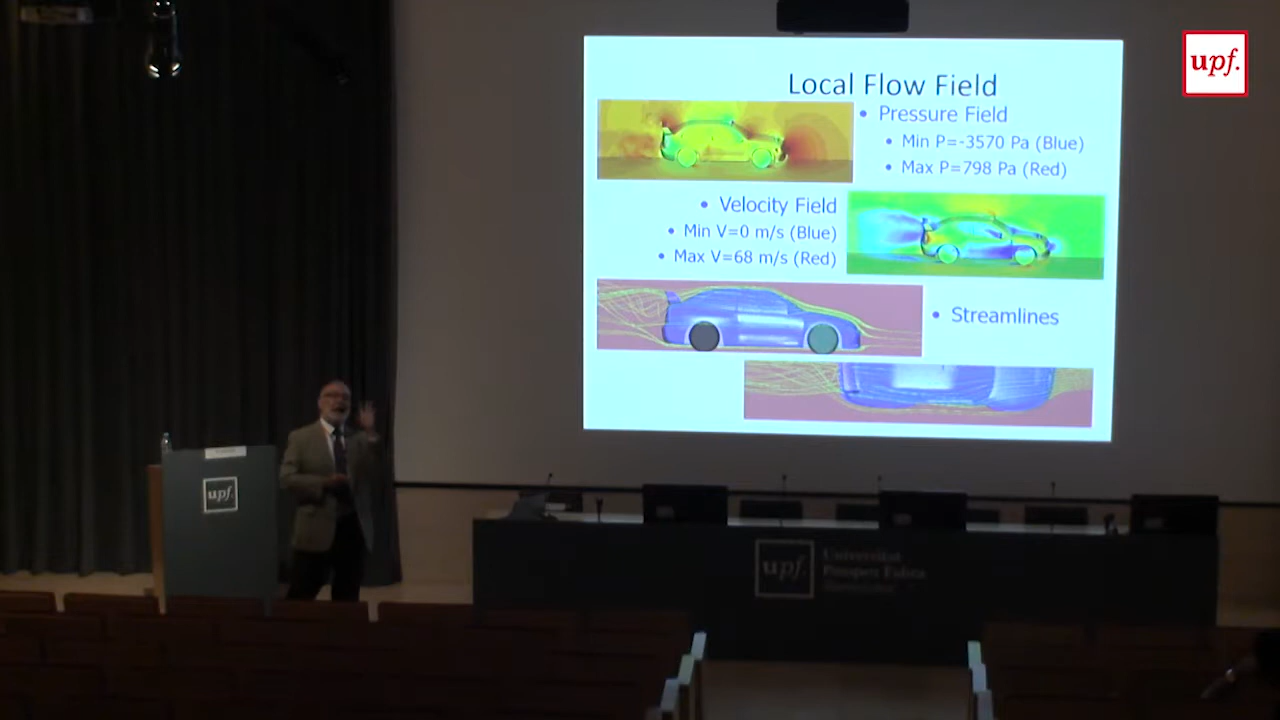 upf.
Local Flow Field
• Pressure Field
• Min P=-3570 Pa (Blue)
• Max P=798 Pa (Red)
• Velocity Field
• Min V=0 m/s (Blue)
• Max V=68 m/s (Red)
• Streamlines
upf.
upf.
Universitat
Pompeu Fabra